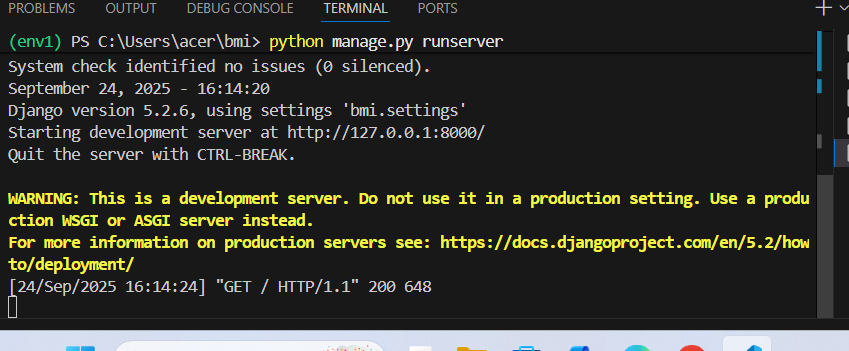 PROBLEMS OUTPUT DEBUG CONSOLE TERMINAL PORTS
(env1) PS C:\Users\acer\bmi> python manage.py runserver
System check identified no issues (0 silenced).
September 24, 2025 - 16:14:20
Django version 5.2.6, using settings 'bmi.settings'
Starting development server at http://127.0.0.1:8000/
Quit the server with CTRL-BREAK.
WARNING: This is a development server. Do not use it in a production setting. Use a produ
ction WSGI or ASGI server instead.
For more information on production servers see: https://docs.djangoproject.com/en/5.2/how
to/deployment/
[24/Sep/2025 16:14:24] "GET / HTTP/1.1" 200 648